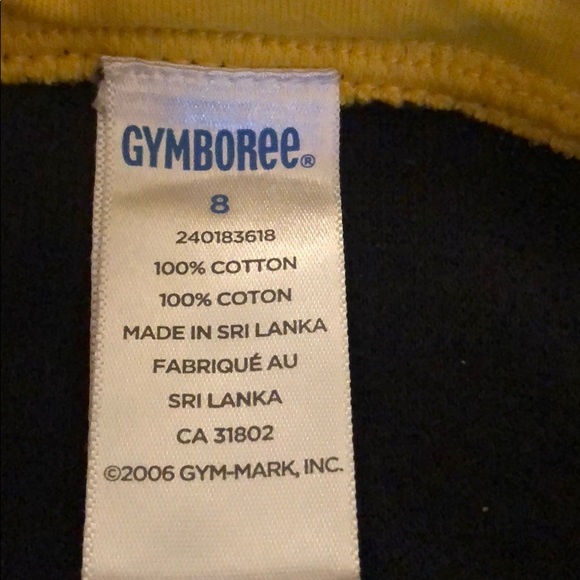 GYMBOREE®
8
240183618
100% COTTON
100% COTON
MADE IN SRI LANKA
FABRIQUÉ AU
SRI LANKA
CA 31802
©2006 GYM-MARK, INC.